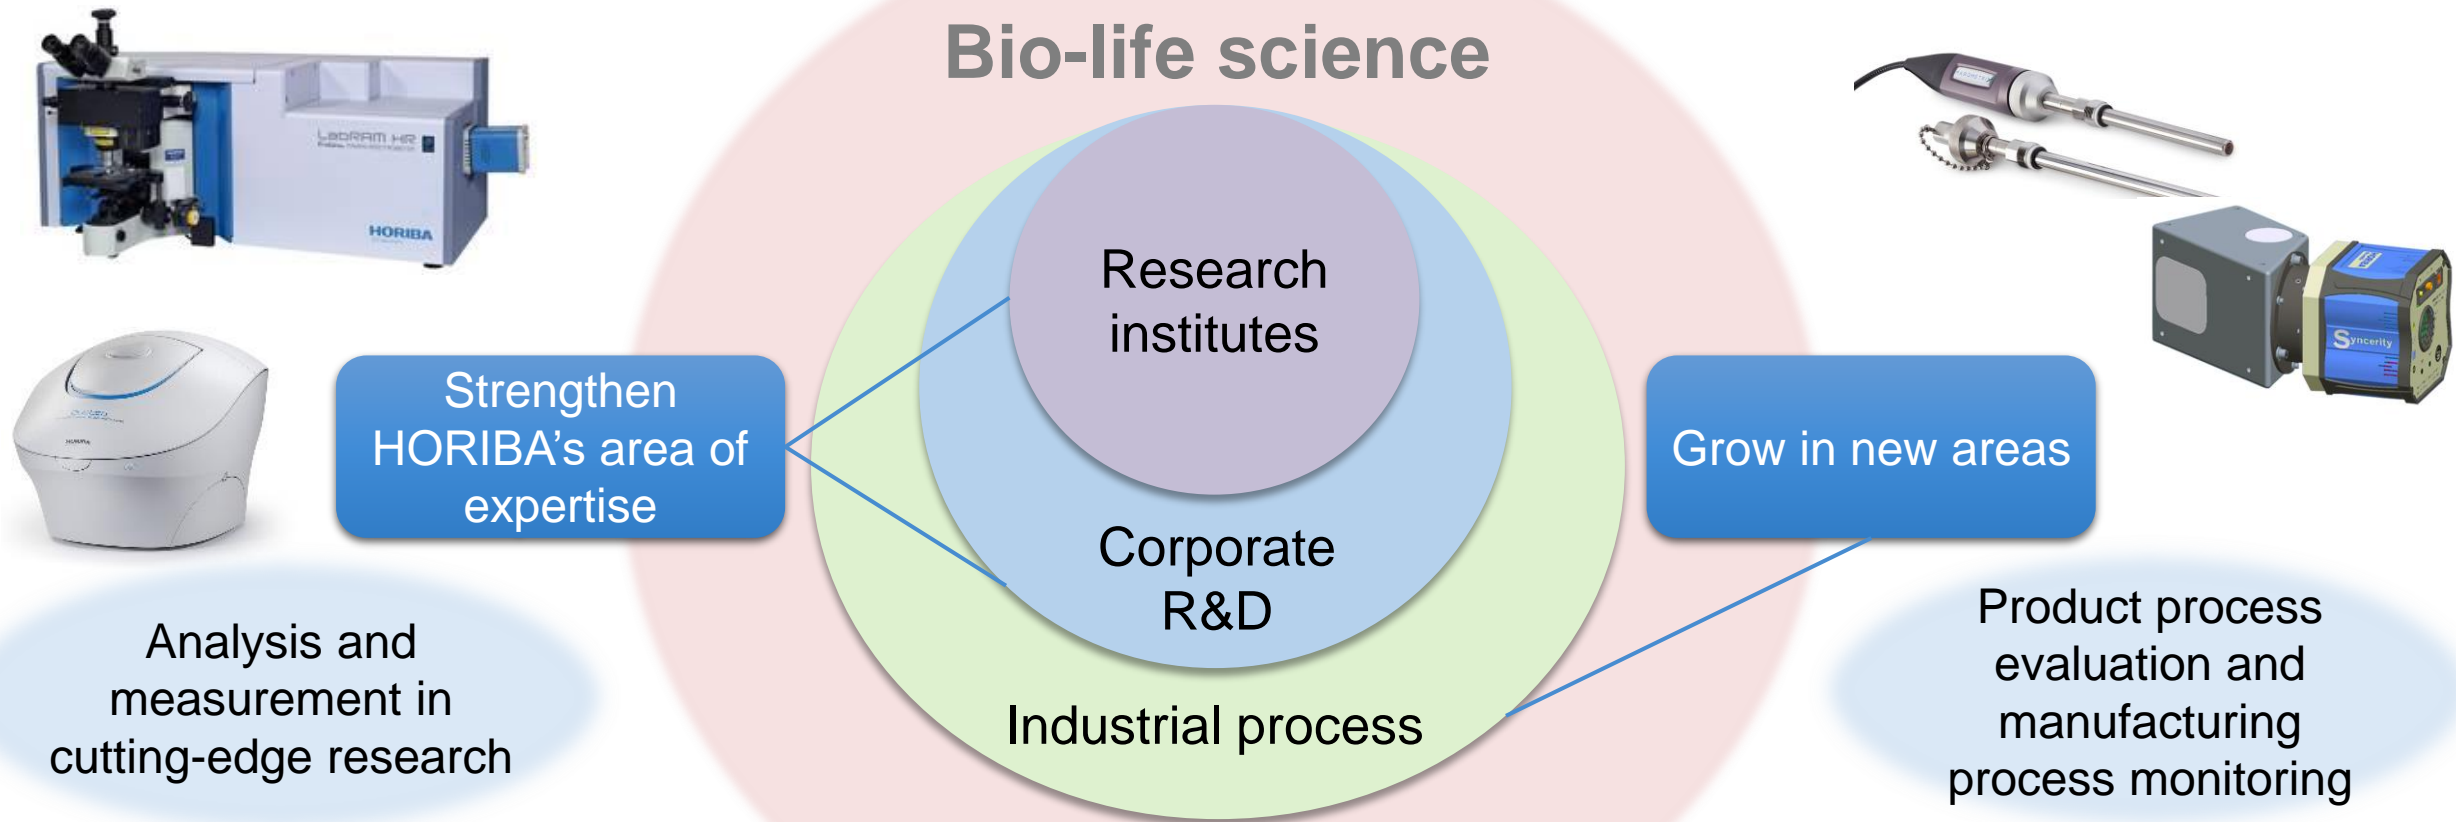 Bio-life science
LabRAM HR
HORIBA
Research
institutes
Strengthen
HORIBA’s area of
expertise
Grow in new areas
Syncerity
Corporate
R&D
Industrial process
Analysis and
measurement in
cutting-edge research
Product process
evaluation and
manufacturing
process monitoring